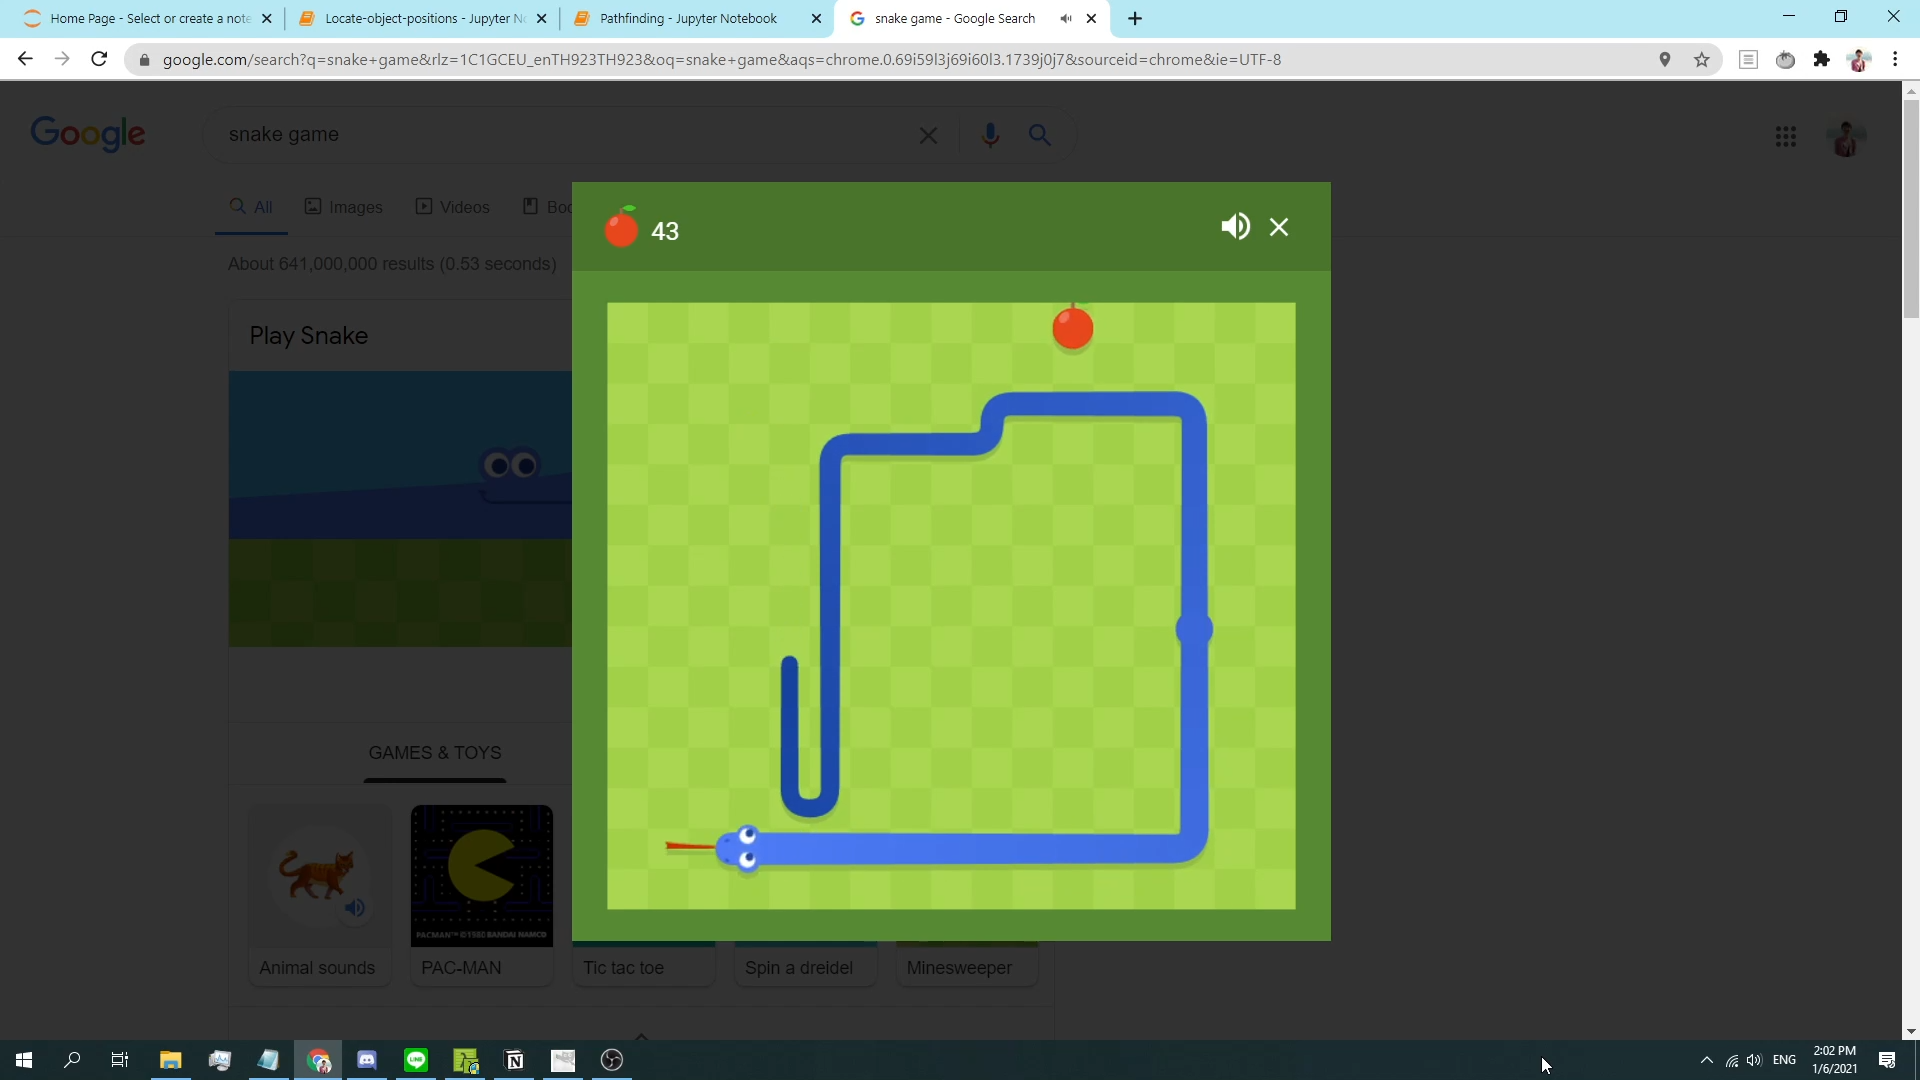 Home Page - Select or create a note
Locate-object-positions - Jupyter No
Pathfinding - Jupyter Notebook
snake game - Google Search
google.com/search?q=snake+game&rlz=1C1GCEU_enTH923TH923&oq=snake+game&aqs=chrome.0.69i59l3j69i60l3.1739j0j7&sourceid=chrome&ie=UTF-8
Google
snake game
All
Images
Videos
Boo
43
About 641,000,000 results (0.53 seconds)
Play Snake
GAMES & TOYS
PACMAN™ © 1980 BANDAI NAMCO
Animal sounds
PAC-MAN
Tic tac toe
Spin a dreidel
Minesweeper
ENG
2:02 PM
1/6/2021